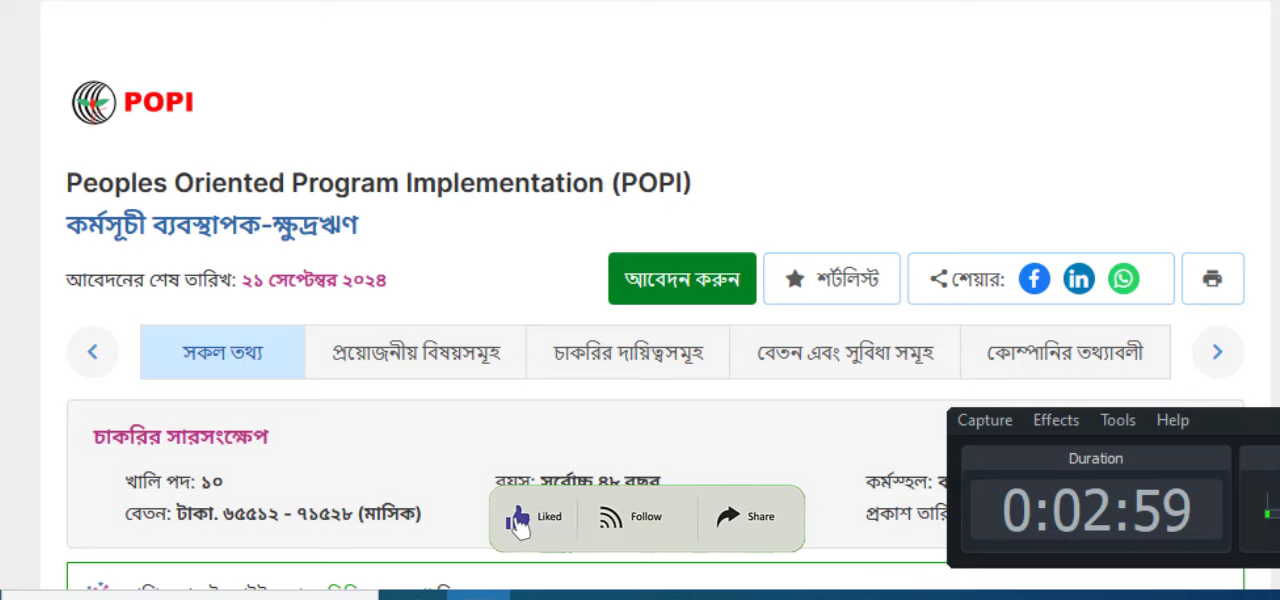 POPI
Peoples Oriented Program Implementation (POPI)
কর্মসূচী ব্যবস্থাপক-ক্ষুদ্রঋণ
আবেদনের শেষ তারিখ: ২১ সেপ্টেম্বর ২০২৪
আবেদন করুন শর্টলিস্ট শেয়ার:
সকল তথ্য প্রয়োজনীয় বিষয়সমূহ চাকরির দায়িত্বসমূহ বেতন এবং সুবিধা সমূহ কোম্পানির তথ্যাবলী
চাকরির সারসংক্ষেপ
খালি পদ: ১০ বয়স: সর্বোচ্চ ৪৮ বছর কর্মস্হল:
বেতন: টাকা. ৬৫৫১২ - ৭১৫২৮ (মাসিক) প্রকাশ
Liked Follow Share
Capture Effects Tools Help
Duration
0:02:59